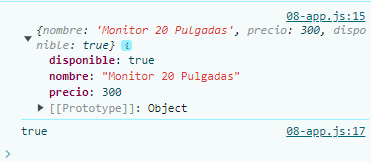 08-app.js:15
{nombre: 'Monitor 20 Pulgadas', precio: 300, dispo
nible: true} i
disponible: true
nombre: "Monitor 20 Pulgadas"
precio: 300
[[Prototype]]: Object
true 08-app.js:17